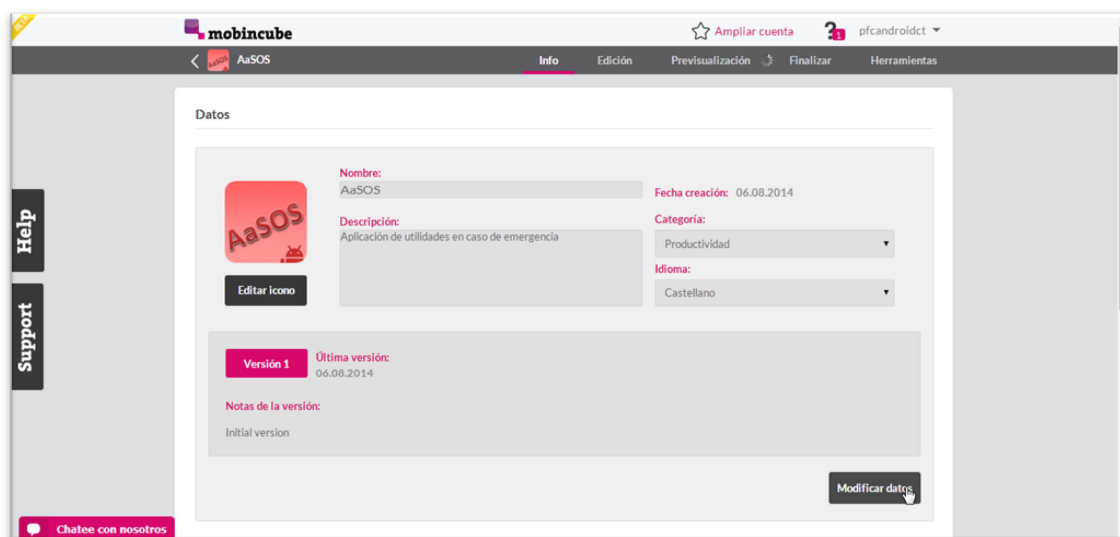 BETA
mobincube
Ampliar cuenta
? 1
pfcandroidct
AaSOS
AaSOS
Info
Edición
Previsualización
Finalizar
Herramientas
Datos
AaSOS
Editar icono
Nombre:
AaSOS
Descripción:
Aplicación de utilidades en caso de emergencia
Fecha creación: 06.08.2014
Categoría:
Productividad
Idioma:
Castellano
Versión 1
Última versión:
06.08.2014
Notas de la versión:
Initial version
Modificar datos
Help
Support
Chatee con nosotros